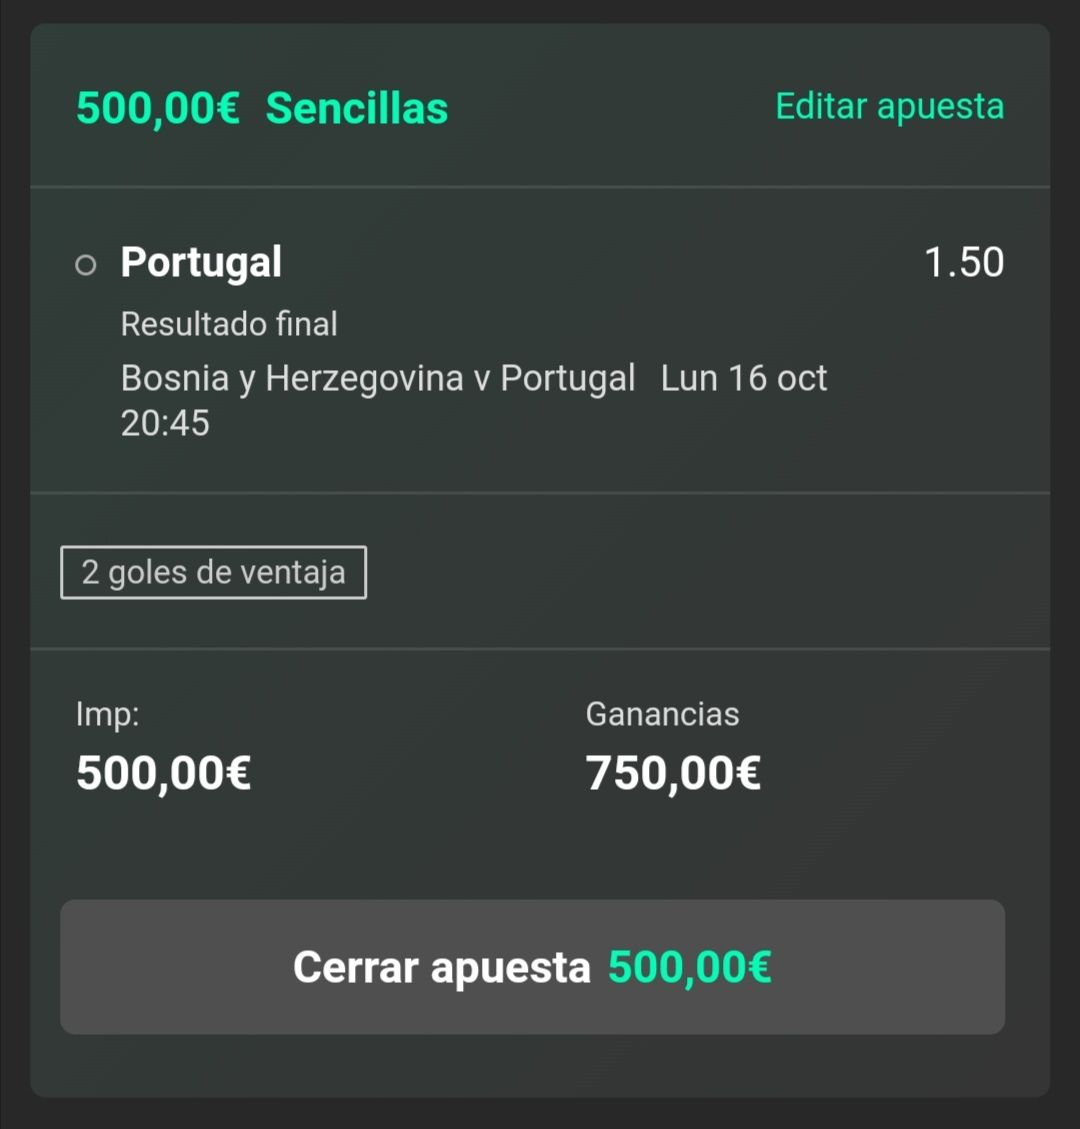 500,00€ Sencillas Editar apuesta
Portugal 1.50
Resultado final
Bosnia y Herzegovina v Portugal Lun 16 oct
20:45
2 goles de ventaja
Imp: Ganancias
500,00€ 750,00€
Cerrar apuesta 500,00€